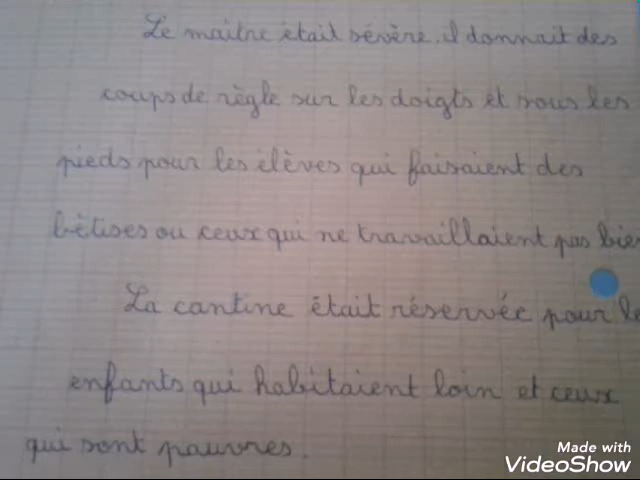 Le maître était sévère. il donnait des
coups de règle sur les doigts et sous les
pieds pour les élèves qui faisaient des
bêtises ou ceux qui ne travaillaient pas bien
La cantine était réservée pour le
enfants qui habitaient loin et ceux
qui sont pauvres.
Made with
VideoShow